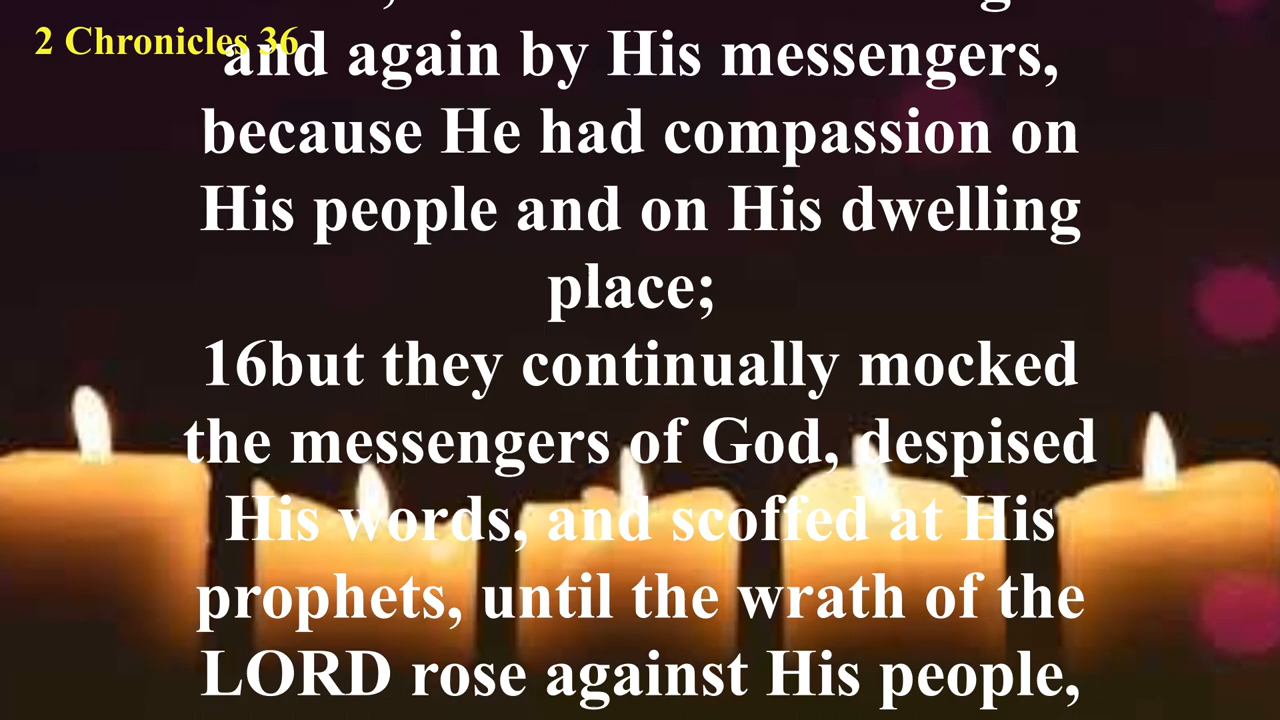 2 Chronicles 36
and again by His messengers,
because He had compassion on
His people and on His dwelling
place;
16but they continually mocked
the messengers of God, despised
His words, and scoffed at His
prophets, until the wrath of the
LORD rose against His people,